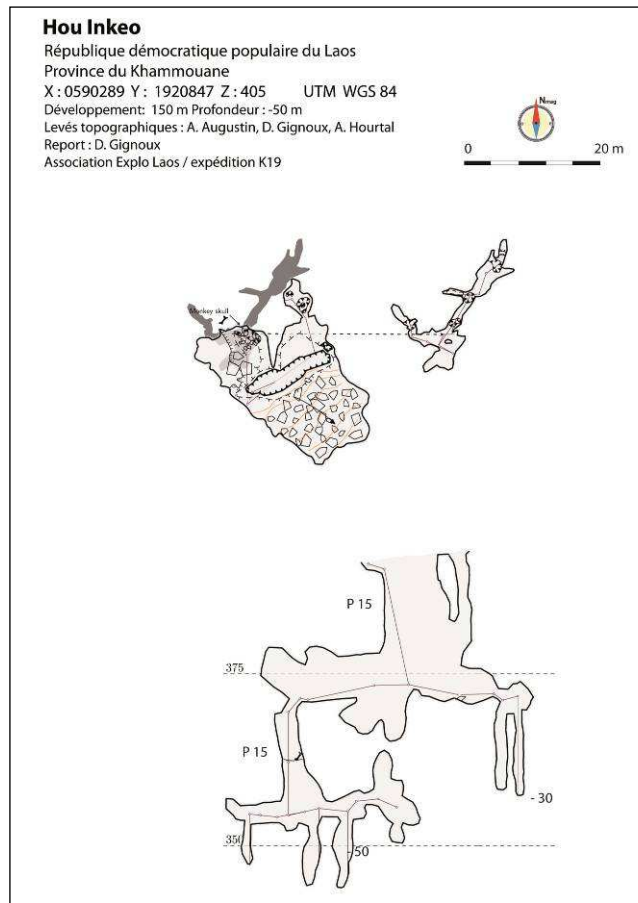 Hou Inkeo
République démocratique populaire du Laos
Province du Khammouane
X : 0590289 Y : 1920847 Z : 405 UTM WGS 84
Développement: 150 m Profondeur : -50 m
Levés topographiques : A. Augustin, D. Gignoux, A. Hourtal
Report : D. Gignoux
Association Explo Laos / expédition K19
Nmag
0 20 m
Monkey skull
P 15
375
P 15
- 30
350
- 50